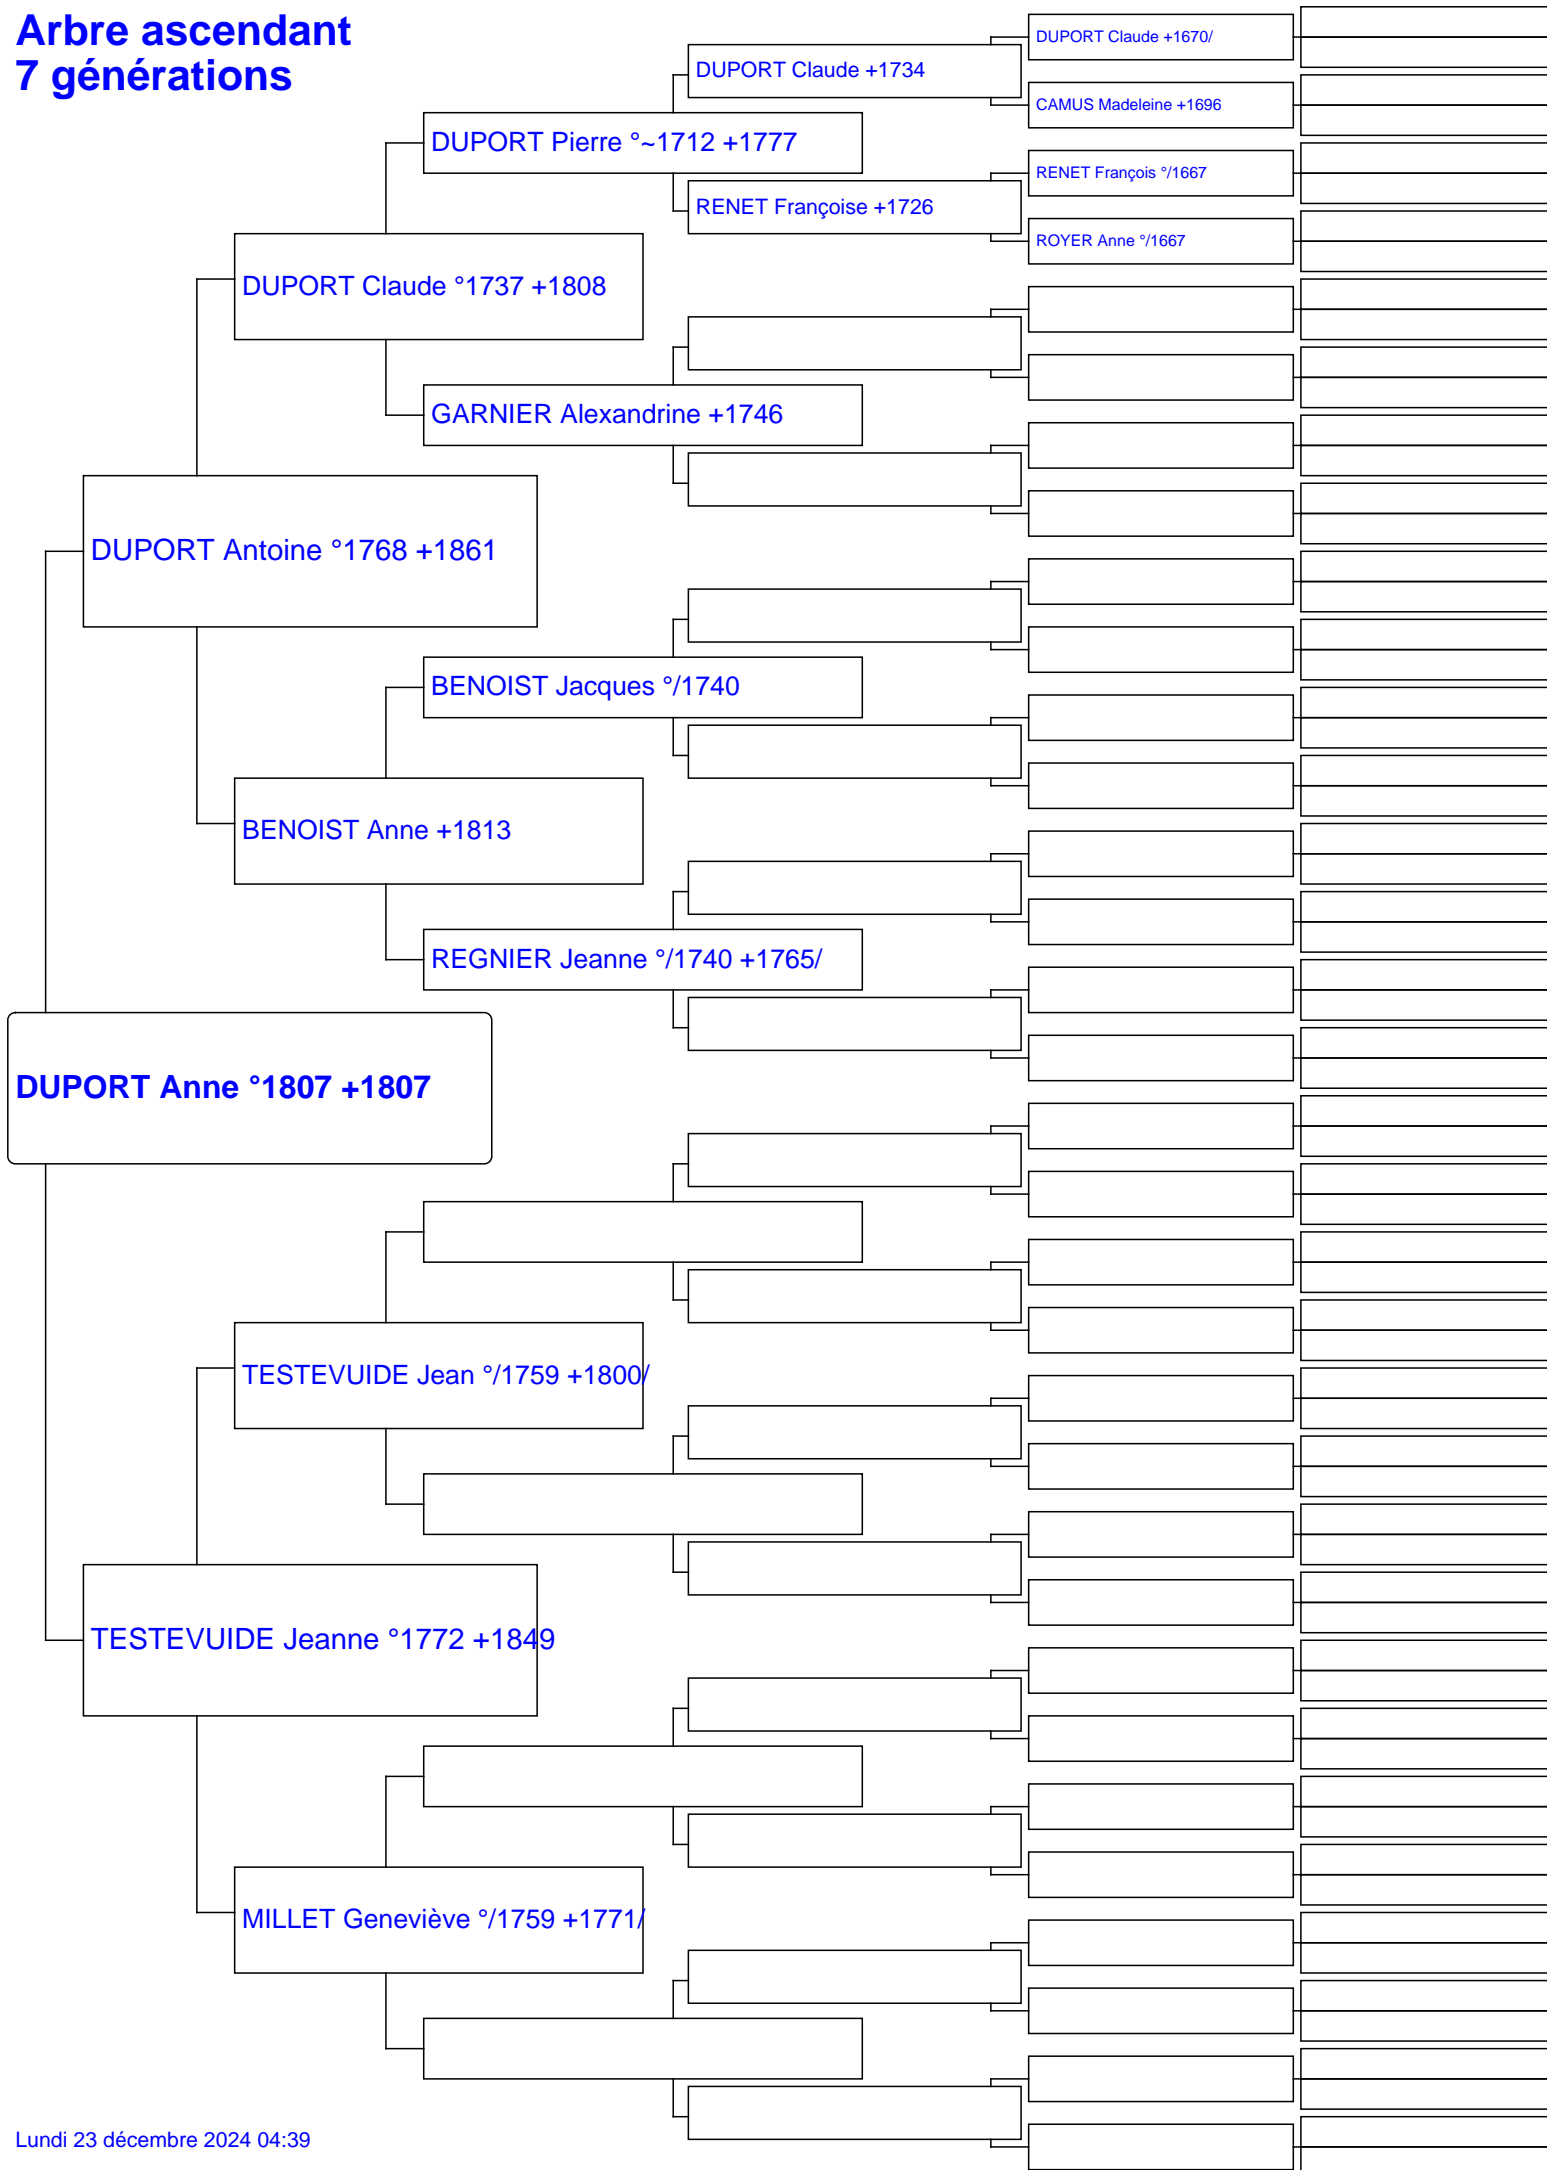 Arbre ascendant
7 générations
DUPORT Claude +1670/
DUPORT Claude +1734
CAMUS Madeleine +1696
DUPORT Pierre °~1712 +1777
RENET François °/1667
RENET Françoise +1726
ROYER Anne °/1667
DUPORT Claude °1737 +1808
GARNIER Alexandrine +1746
DUPORT Antoine °1768 +1861
BENOIST Jacques °/1740
BENOIST Anne +1813
REGNIER Jeanne °/1740 +1765/
DUPORT Anne °1807 +1807
TESTEVUIDE Jean °/1759 +1800/
TESTEVUIDE Jeanne °1772 +1849
MILLET Geneviève °/1759 +1771/
Lundi 23 décembre 2024 04:39